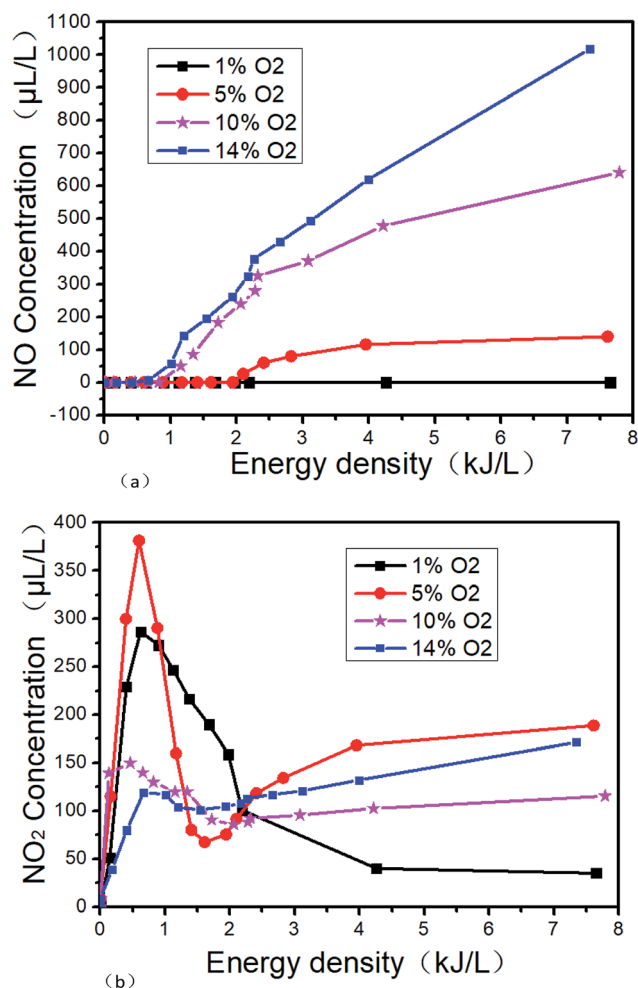 NO Concentration（μL/L）
1100
1000
900
800
700
600
500
400
300
200
100
0
-100
1% O2
5% O2
10% O2
14% O2
0 1 2 3 4 5 6 7 8
Energy density（kJ/L）
（a）
NO₂ Concentration（μL/L）
400
350
300
250
200
150
100
50
0
1% O2
5% O2
10% O2
14% O2
0 1 2 3 4 5 6 7 8
Energy density（kJ/L）
（b）